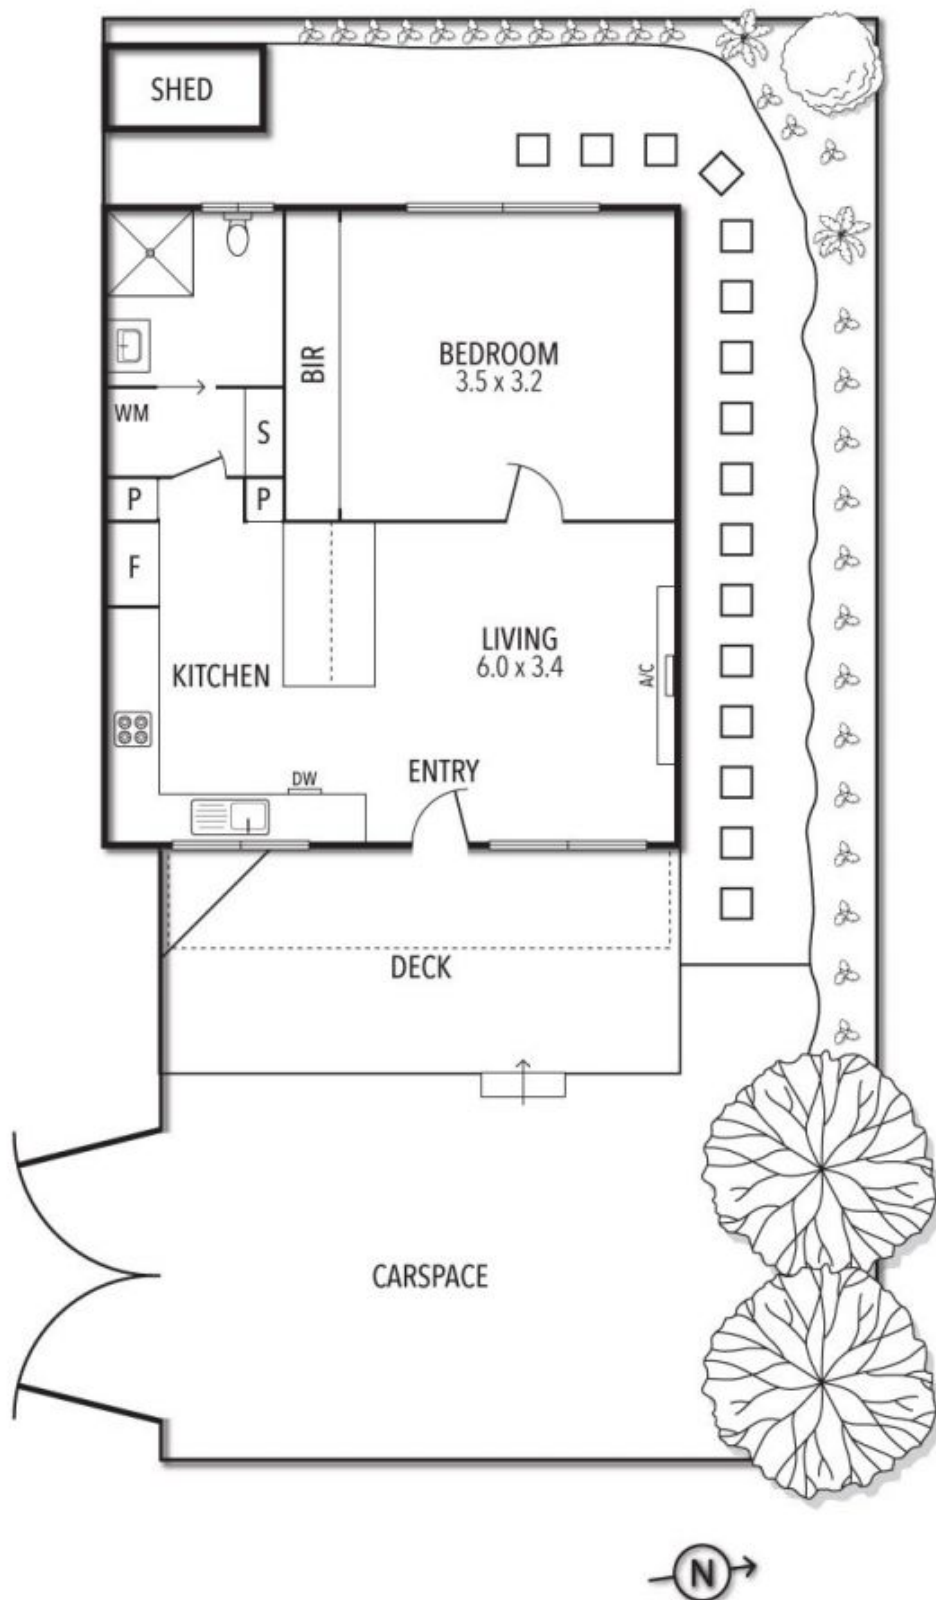 SHED
BIR
BEDROOM
3.5 x 3.2
WM
S
P
P
F
KITCHEN
LIVING
6.0 x 3.4
A/C
DW
ENTRY
DECK
CARSPACE
N